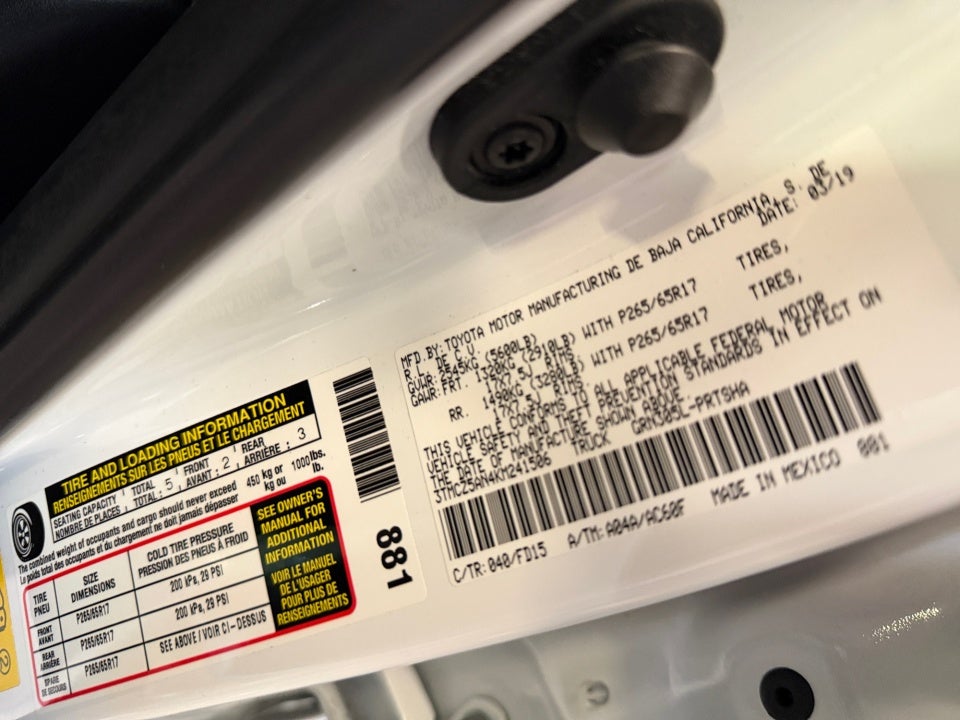 MFD.BY:TOYOTA MOTOR MANUFACTURING DE BAJA CALIFORNIA, S. DE
R.L. DE C.V. DATE: 03/19
GVWR: 2545KG (5600LB)
GAWR:FRT. 1320KG (2910LB) WITH P265/65R17 TIRES,
17X7.5J RIMS,
RR. 1490KG (3280LB) WITH P265/65R17 TIRES,
17X7.5J RIMS,
THIS VEHICLE CONFORMS TO ALL APPLICABLE FEDERAL MOTOR
VEHICLE SAFETY AND THEFT PREVENTION STANDARDS IN EFFECT ON
THE DATE OF MANUFACTURE SHOWN ABOVE.
3TMCZ5AN4KM241506 TRUCK GRN305L-PRTSHA
C/TR: 040/FD15 A/TM: A04A/AC60F MADE IN MEXICO 001
881
TIRE AND LOADING INFORMATION
RENSEIGNEMENTS SUR LES PNEUS ET LE CHARGEMENT
SEATING CAPACITY TOTAL FRONT REAR
NOMBRE DE PLACES TOTAL: 5 AVANT: 2 ARRIÈRE: 3
The combined weight of occupants and cargo should never exceed 450 kg or 1000 lbs.
Le poids total des occupants et du chargement ne doit jamais dépasser kg ou lb.
TIRE SIZE COLD TIRE PRESSURE
PNEU DIMENSIONS PRESSION DES PNEUS À FROID
FRONT AVANT P265/65R17 200 kPa, 29 PSI
REAR ARRIÈRE P265/65R17 200 kPa, 29 PSI
SPARE DE SECOURS P265/65R17 SEE ABOVE / VOIR CI-DESSUS
SEE OWNER'S
MANUAL FOR
ADDITIONAL
INFORMATION
VOIR LE MANUEL
DE L'USAGER
POUR PLUS DE
RENSEIGNEMENTS